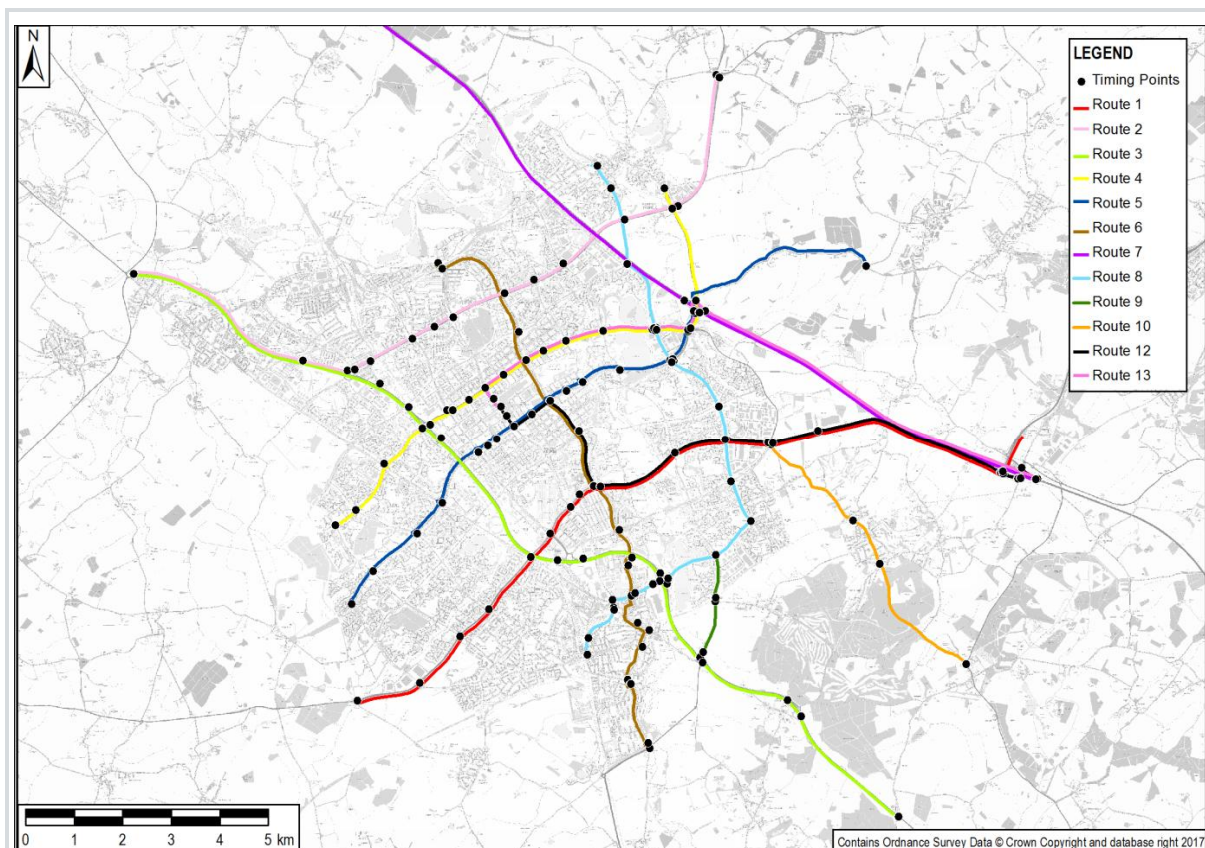 N
LEGEND
Timing Points
Route 1
Route 2
Route 3
Route 4
Route 5
Route 6
Route 7
Route 8
Route 9
Route 10
Route 12
Route 13
0 1 2 3 4 5 km
Contains Ordnance Survey Data © Crown Copyright and database right 2017